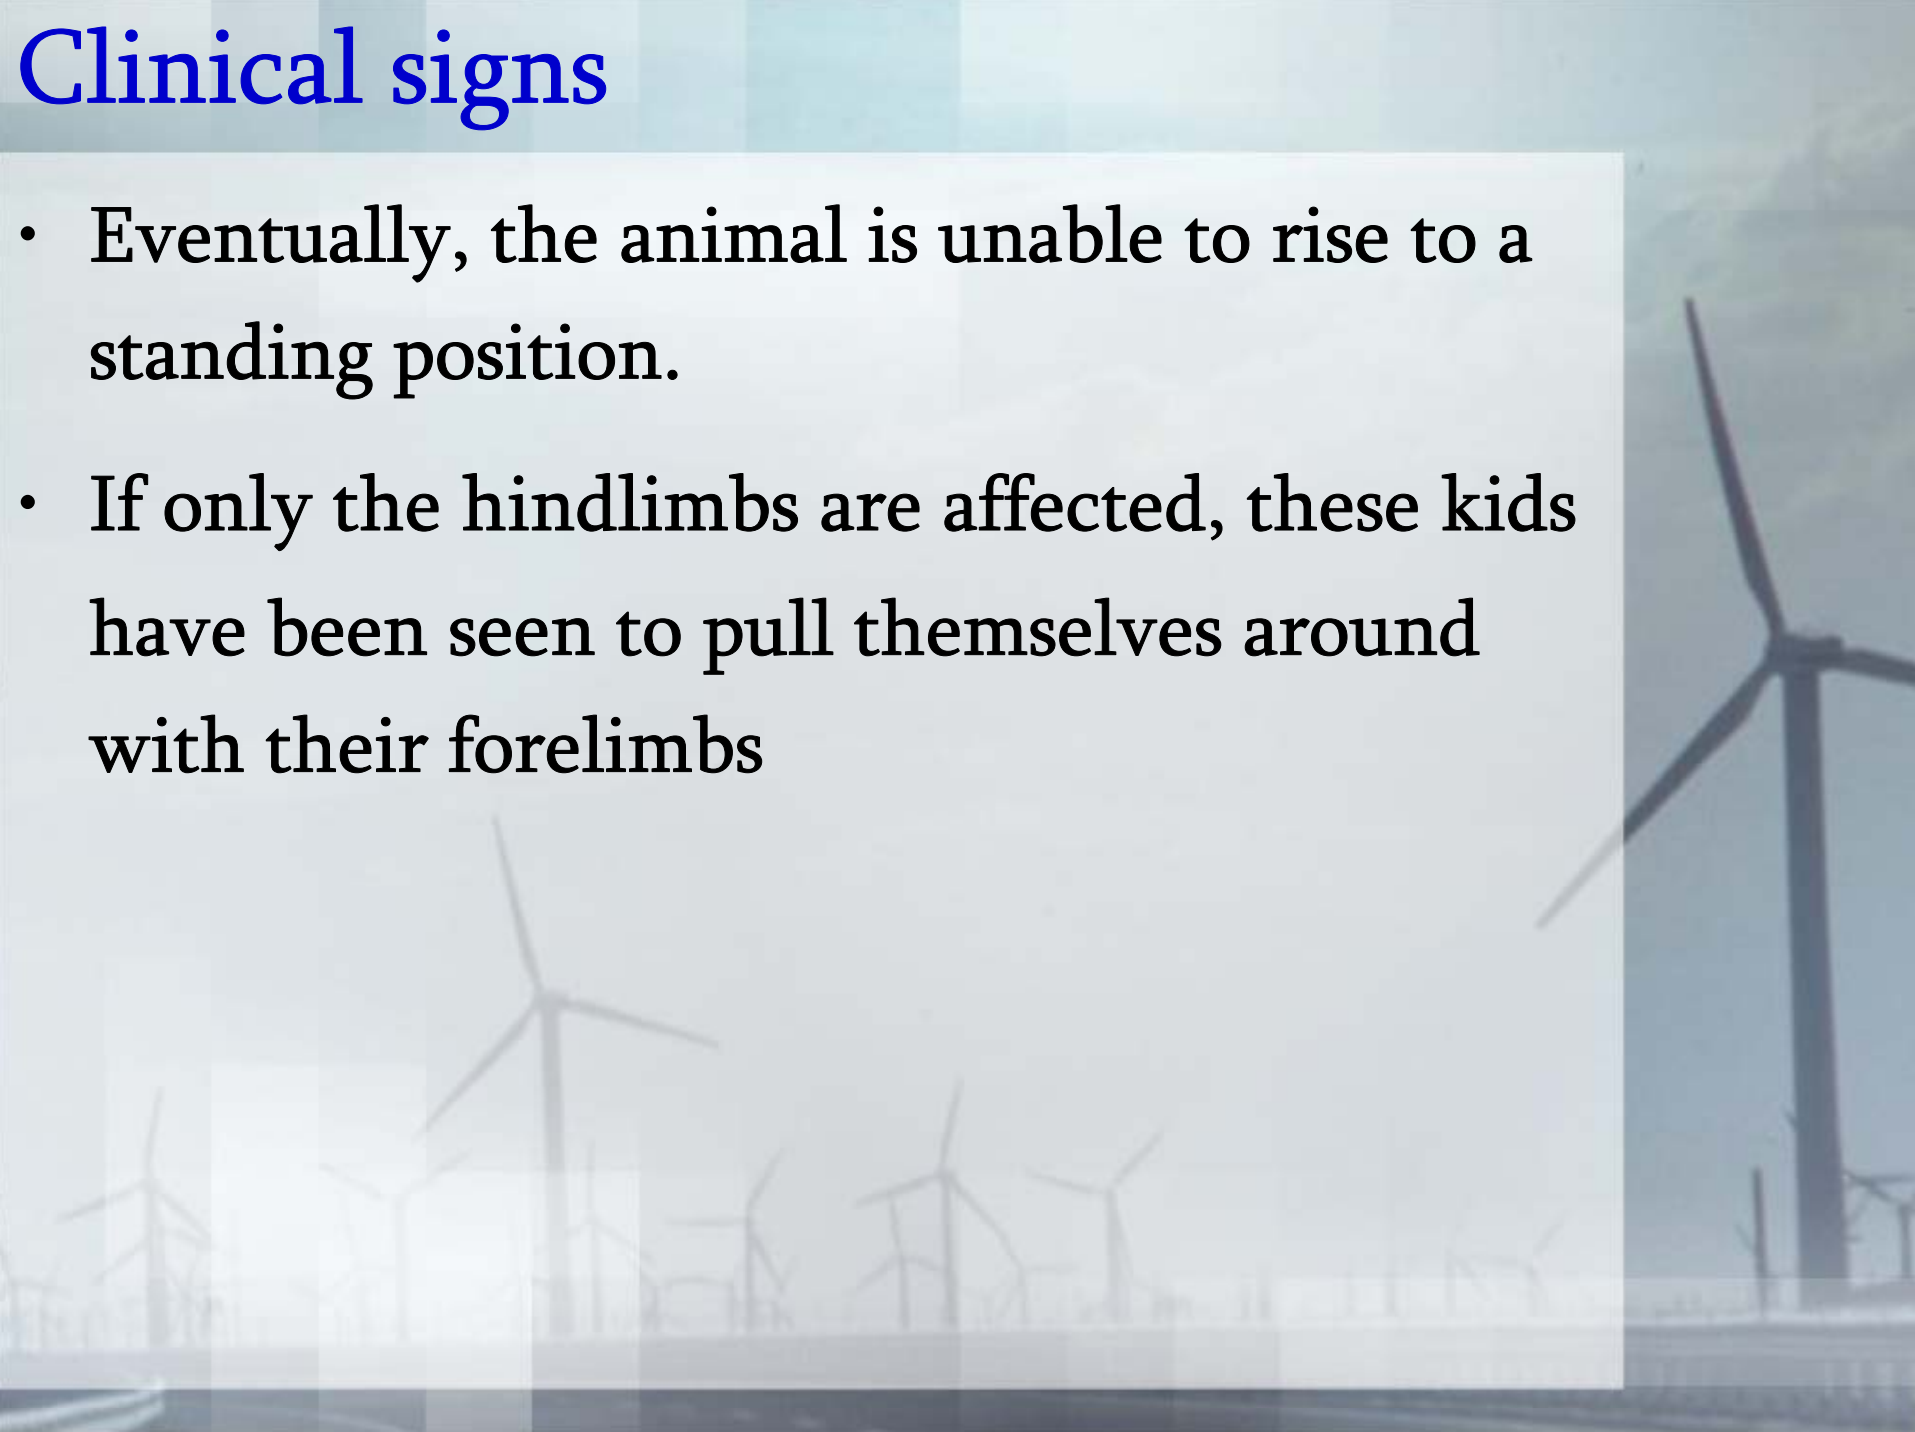 Clinical signs
• Eventually, the animal is unable to rise to a
standing position.
• If only the hindlimbs are affected, these kids
have been seen to pull themselves around
with their forelimbs